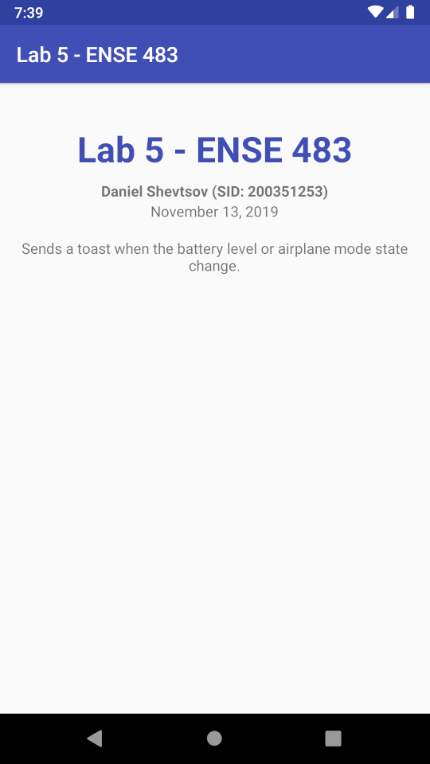 7:39
Lab 5 - ENSE 483
Lab 5 - ENSE 483
Daniel Shevtsov (SID: 200351253)
November 13, 2019
Sends a toast when the battery level or airplane mode state
change.